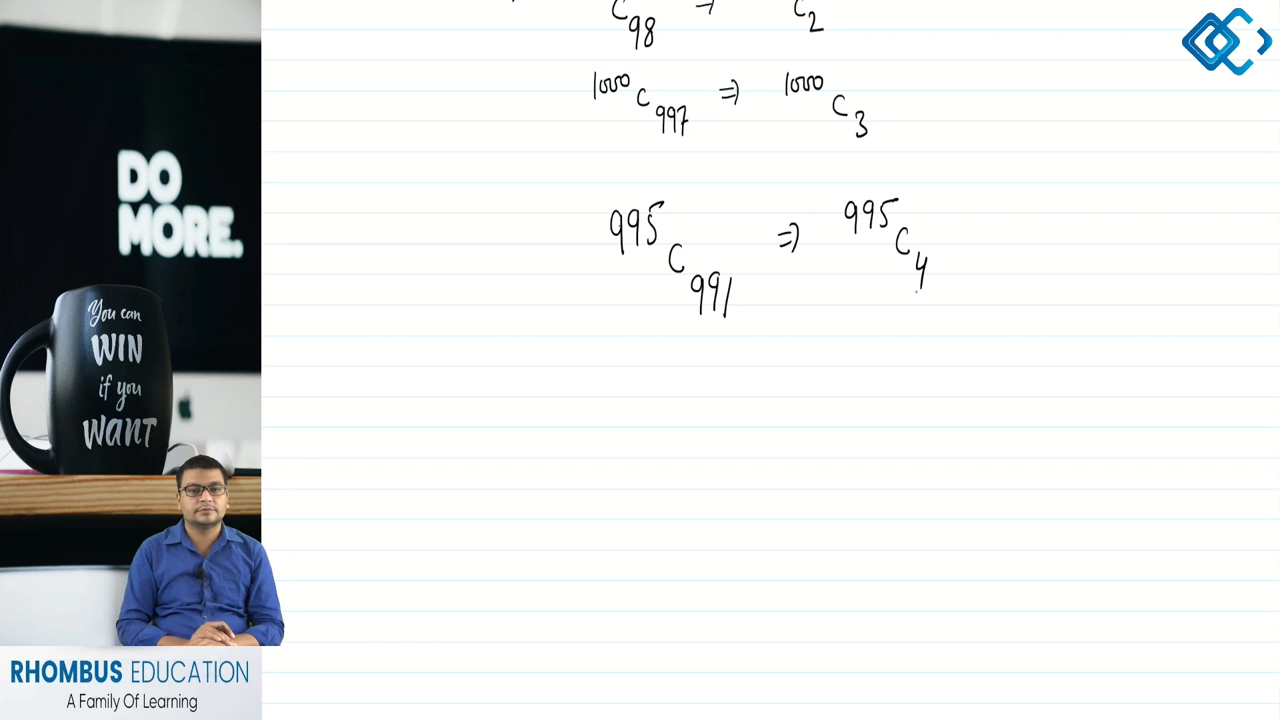 C98 ⇒ C2
1000C997 ⇒ 1000C3
995C991 ⇒ 995C4
DO
MORE.
You can
WIN
if you
WANT
RHOMBUS EDUCATION
A Family Of Learning